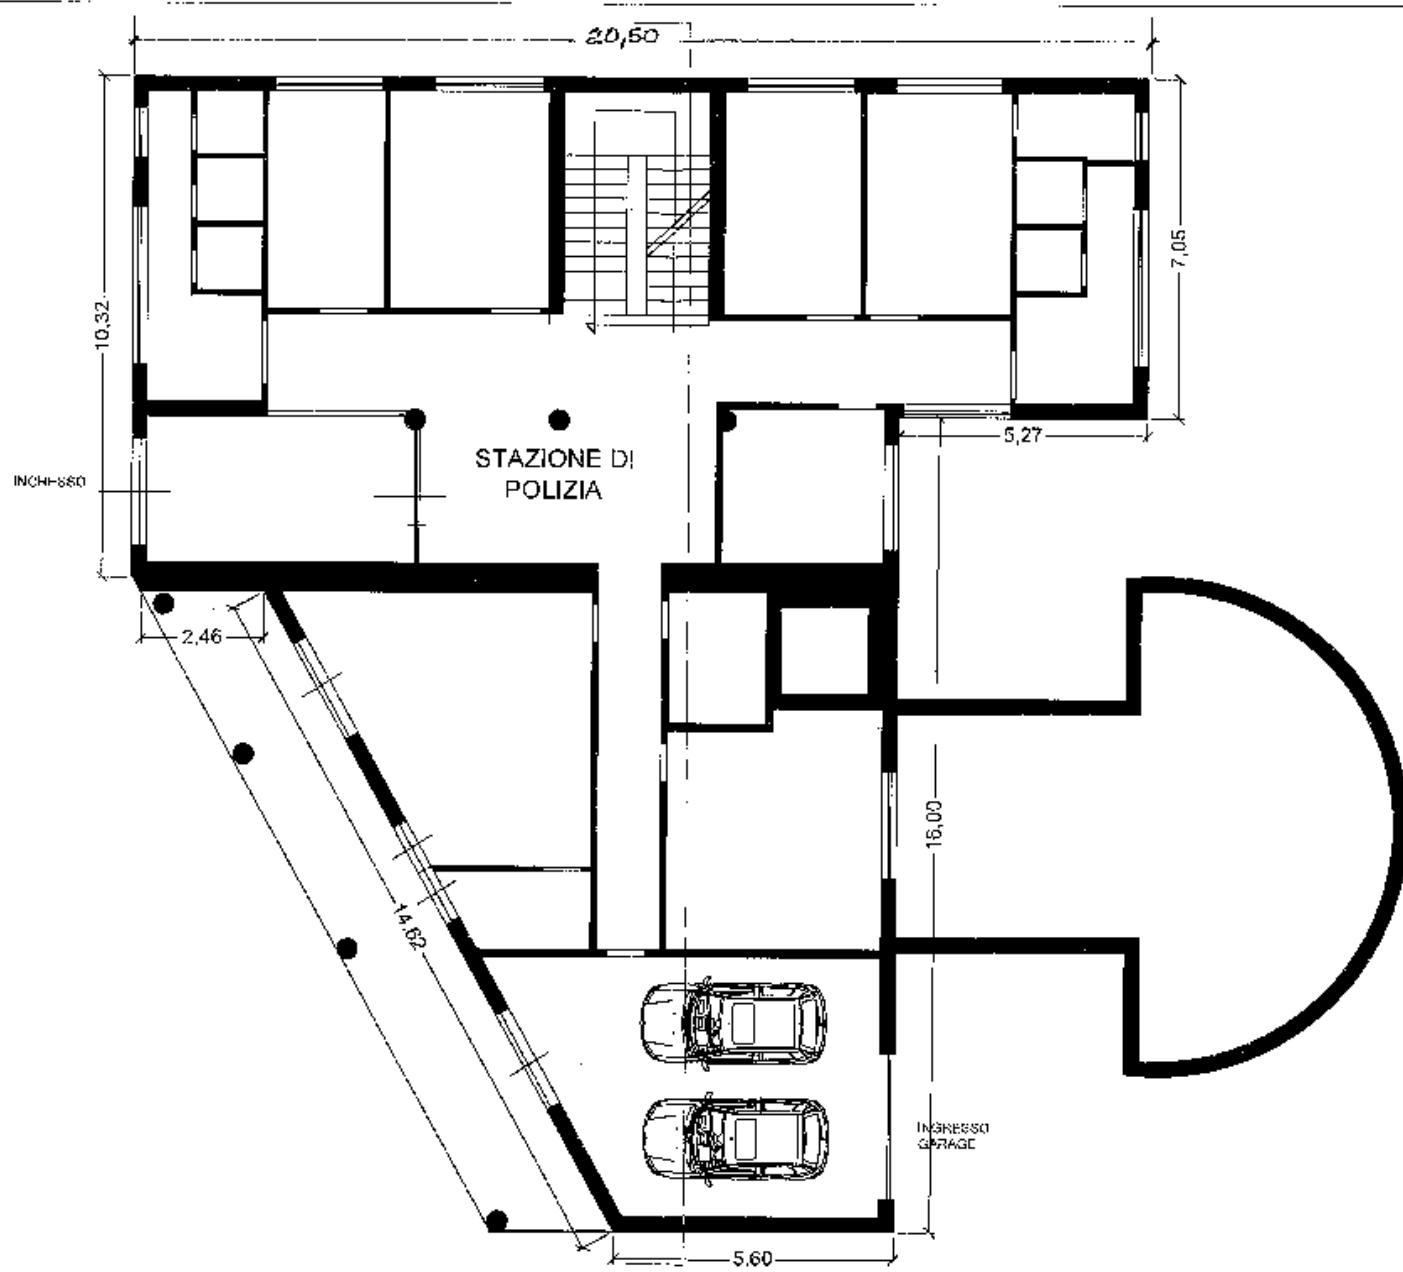 20,50
10,32
7,05
5,27
STAZIONE DI
POLIZIA
INGRESSO
2,46
14,62
16,00
INGRESSO
GARAGE
5,60